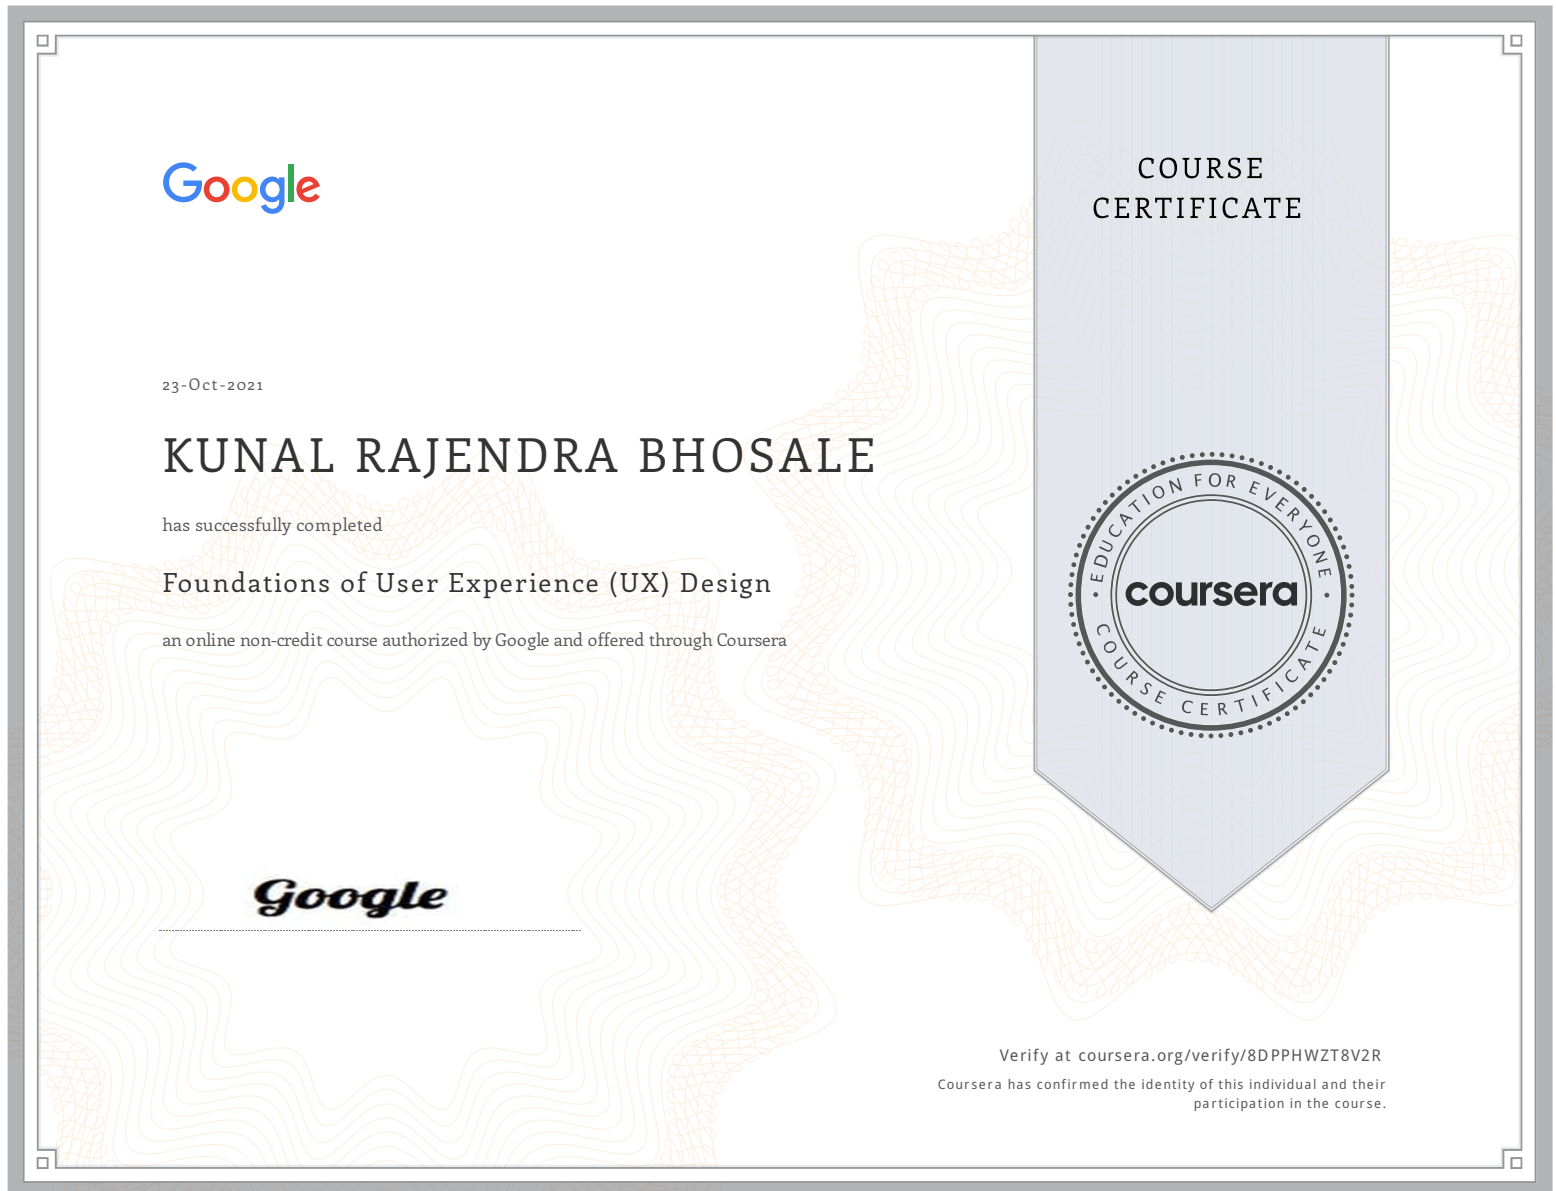 Google
COURSE
CERTIFICATE
23-Oct-2021
KUNAL RAJENDRA BHOSALE
has successfully completed
Foundations of User Experience (UX) Design
an online non-credit course authorized by Google and offered through Coursera
EDUCATION FOR EVERYONE
coursera
COURSE CERTIFICATE
Google
Verify at coursera.org/verify/8DPPHWZT8V2R
Coursera has confirmed the identity of this individual and their
participation in the course.